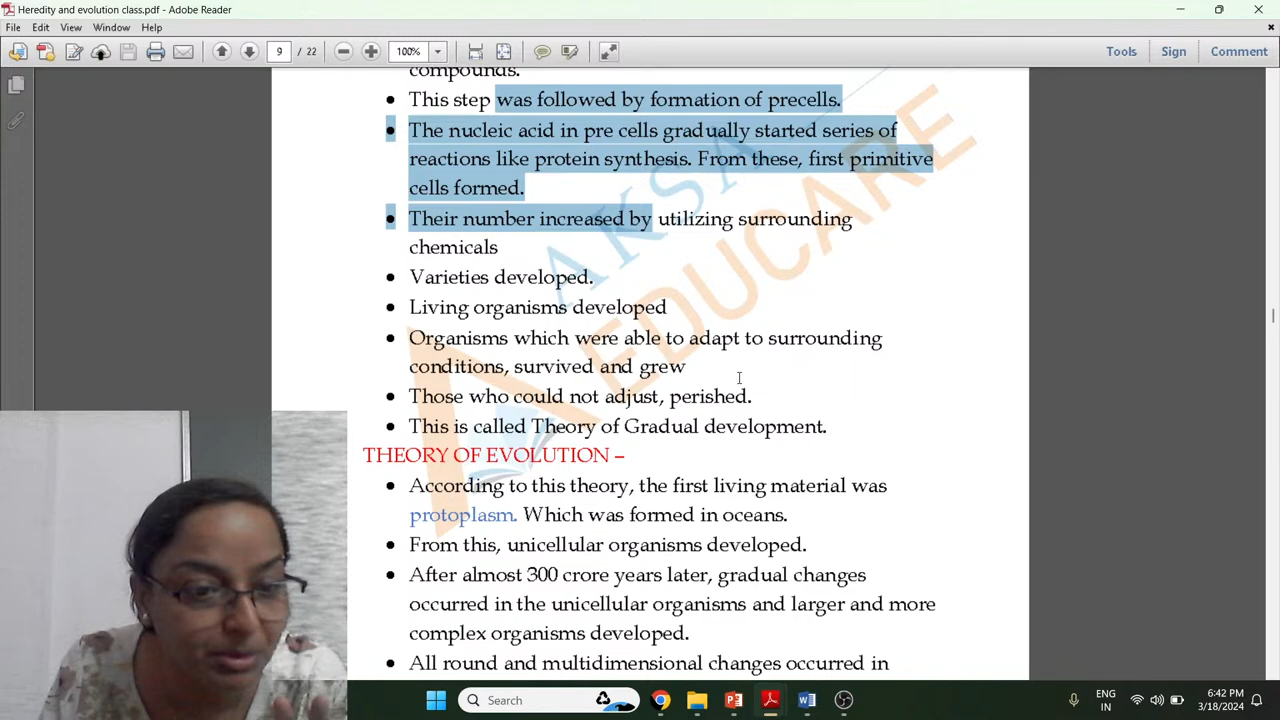 Heredity and evolution class.pdf - Adobe Reader
File Edit View Window Help
9 / 22 100% Tools Sign Comment
compounds.
• This step was followed by formation of precells.
• The nucleic acid in pre cells gradually started series of
reactions like protein synthesis. From these, first primitive
cells formed.
• Their number increased by utilizing surrounding
chemicals
• Varieties developed.
• Living organisms developed
• Organisms which were able to adapt to surrounding
conditions, survived and grew
• Those who could not adjust, perished.
• This is called Theory of Gradual development.
THEORY OF EVOLUTION –
• According to this theory, the first living material was
protoplasm. Which was formed in oceans.
• From this, unicellular organisms developed.
• After almost 300 crore years later, gradual changes
occurred in the unicellular organisms and larger and more
complex organisms developed.
• All round and multidimensional changes occurred in
AKSA
EDUCARE
Search
ENG
IN
6:42 PM
3/18/2024